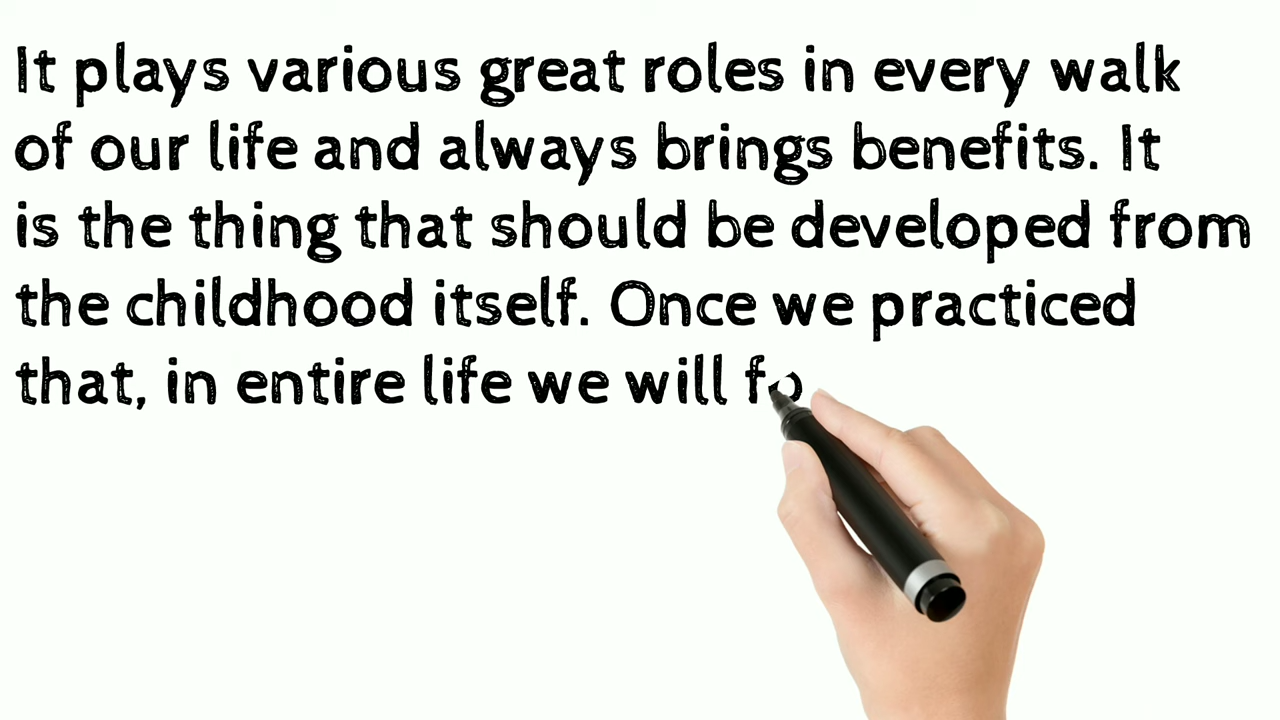 It plays various great roles in every walk
of our life and always brings benefits. It
is the thing that should be developed from
the childhood itself. Once we practiced
that, in entire life we will fo